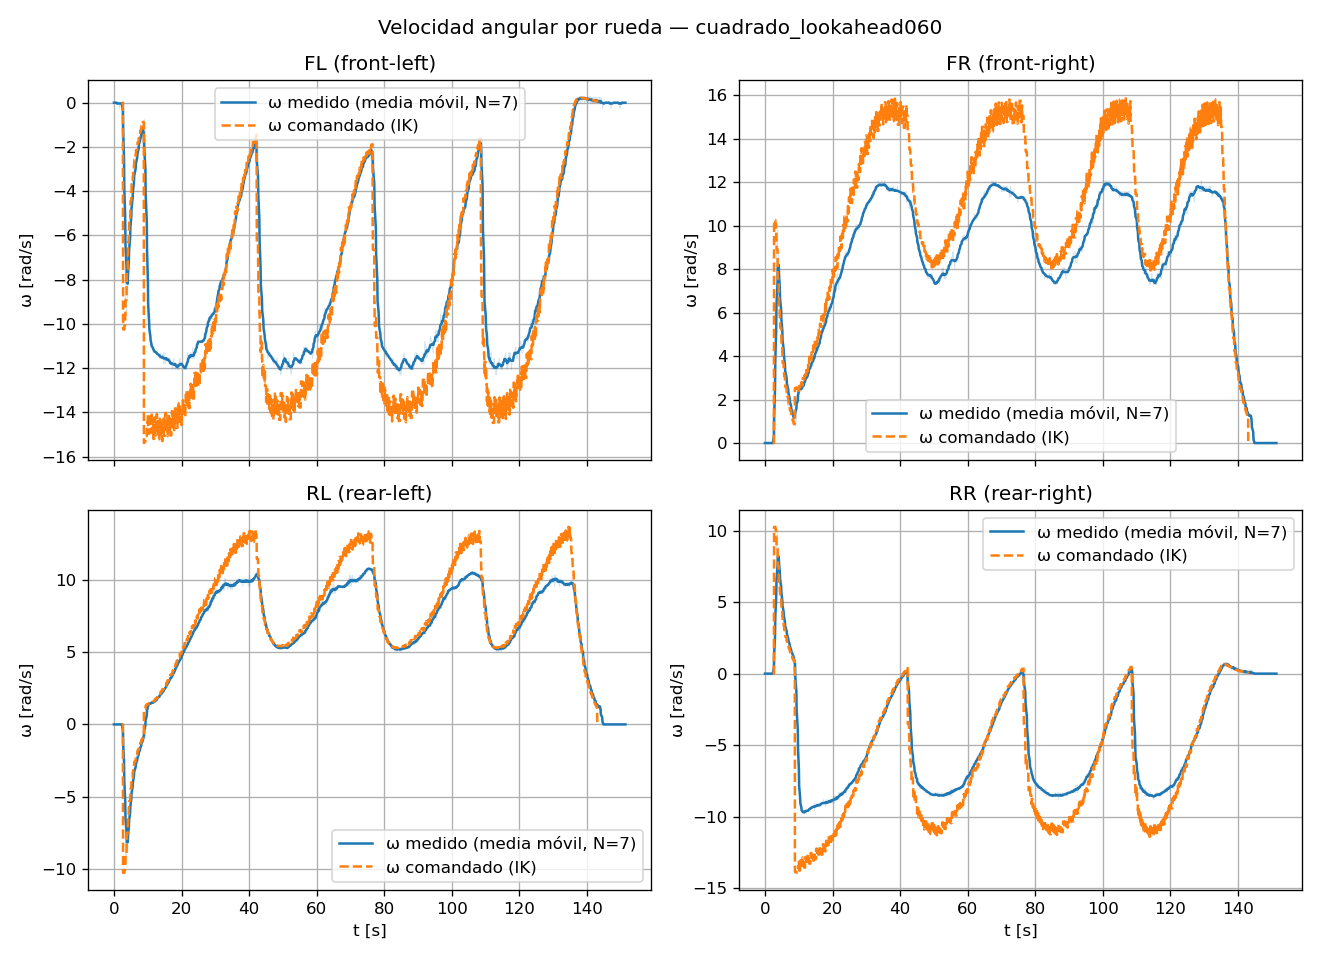 Velocidad angular por rueda — cuadrado_lookahead060
FL (front-left)
ω [rad/s]
0
−2
−4
−6
−8
−10
−12
−14
−16
ω medido (media móvil, N=7)
ω comandado (IK)
FR (front-right)
ω [rad/s]
16
14
12
10
8
6
4
2
0
ω medido (media móvil, N=7)
ω comandado (IK)
RL (rear-left)
ω [rad/s]
10
5
0
−5
−10
ω medido (media móvil, N=7)
ω comandado (IK)
0 20 40 60 80 100 120 140
t [s]
RR (rear-right)
ω [rad/s]
10
5
0
−5
−10
−15
ω medido (media móvil, N=7)
ω comandado (IK)
0 20 40 60 80 100 120 140
t [s]